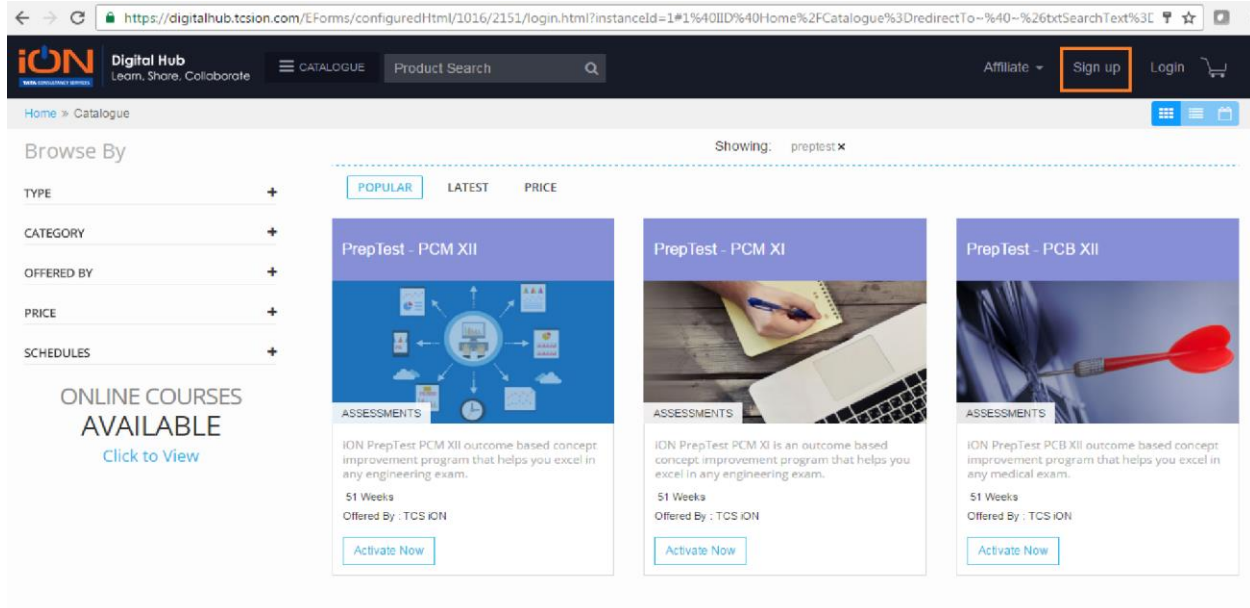 https://digitalhub.tcsion.com/EForms/configuredHtml/1016/2151/login.html?instanceId=1#1%40IID%40Home%2FCatalogue%3DredirectTo~%40~%26txtSearchText%3D
iON
TATA CONSULTANCY SERVICES
Digital Hub
Learn, Share, Collaborate
CATALOGUE
Product Search
Affiliate
Sign up
Login
Home » Catalogue
Browse By
Showing: preptest ×
TYPE +
CATEGORY +
OFFERED BY +
PRICE +
SCHEDULES +
ONLINE COURSES
AVAILABLE
Click to View
POPULAR LATEST PRICE
PrepTest - PCM XII
ASSESSMENTS
iON PrepTest PCM XII outcome based concept
improvement program that helps you excel in
any engineering exam.
51 Weeks
Offered By : TCS iON
Activate Now
PrepTest - PCM XI
ASSESSMENTS
iON PrepTest PCM XI is an outcome based
concept improvement program that helps you
excel in any engineering exam.
51 Weeks
Offered By : TCS iON
Activate Now
PrepTest - PCB XII
ASSESSMENTS
iON PrepTest PCB XII outcome based concept
improvement program that helps you excel in
any medical exam.
51 Weeks
Offered By : TCS iON
Activate Now